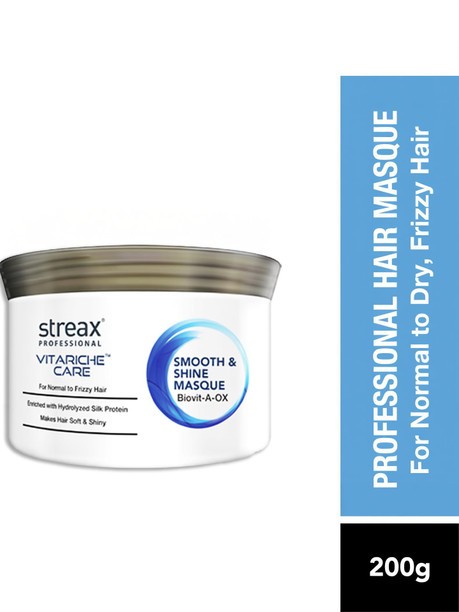 streax®
PROFESSIONAL
VITARICHE™
CARE
For Normal to Frizzy Hair
Enriched with Hydrolyzed Silk Protein
Makes Hair Soft & Shiny
SMOOTH &
SHINE
MASQUE
Biovit-A-OX
PROFESSIONAL HAIR MASQUE
For Normal to Dry, Frizzy Hair
200g